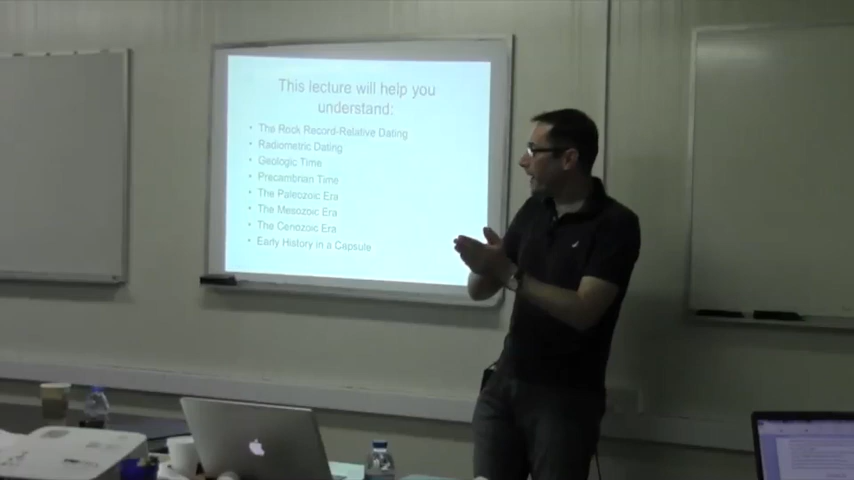 This lecture will help you
understand:
• The Rock Record-Relative Dating
• Radiometric Dating
• Geologic Time
• Precambrian Time
• The Paleozoic Era
• The Mesozoic Era
• The Cenozoic Era
• Early History in a Capsule